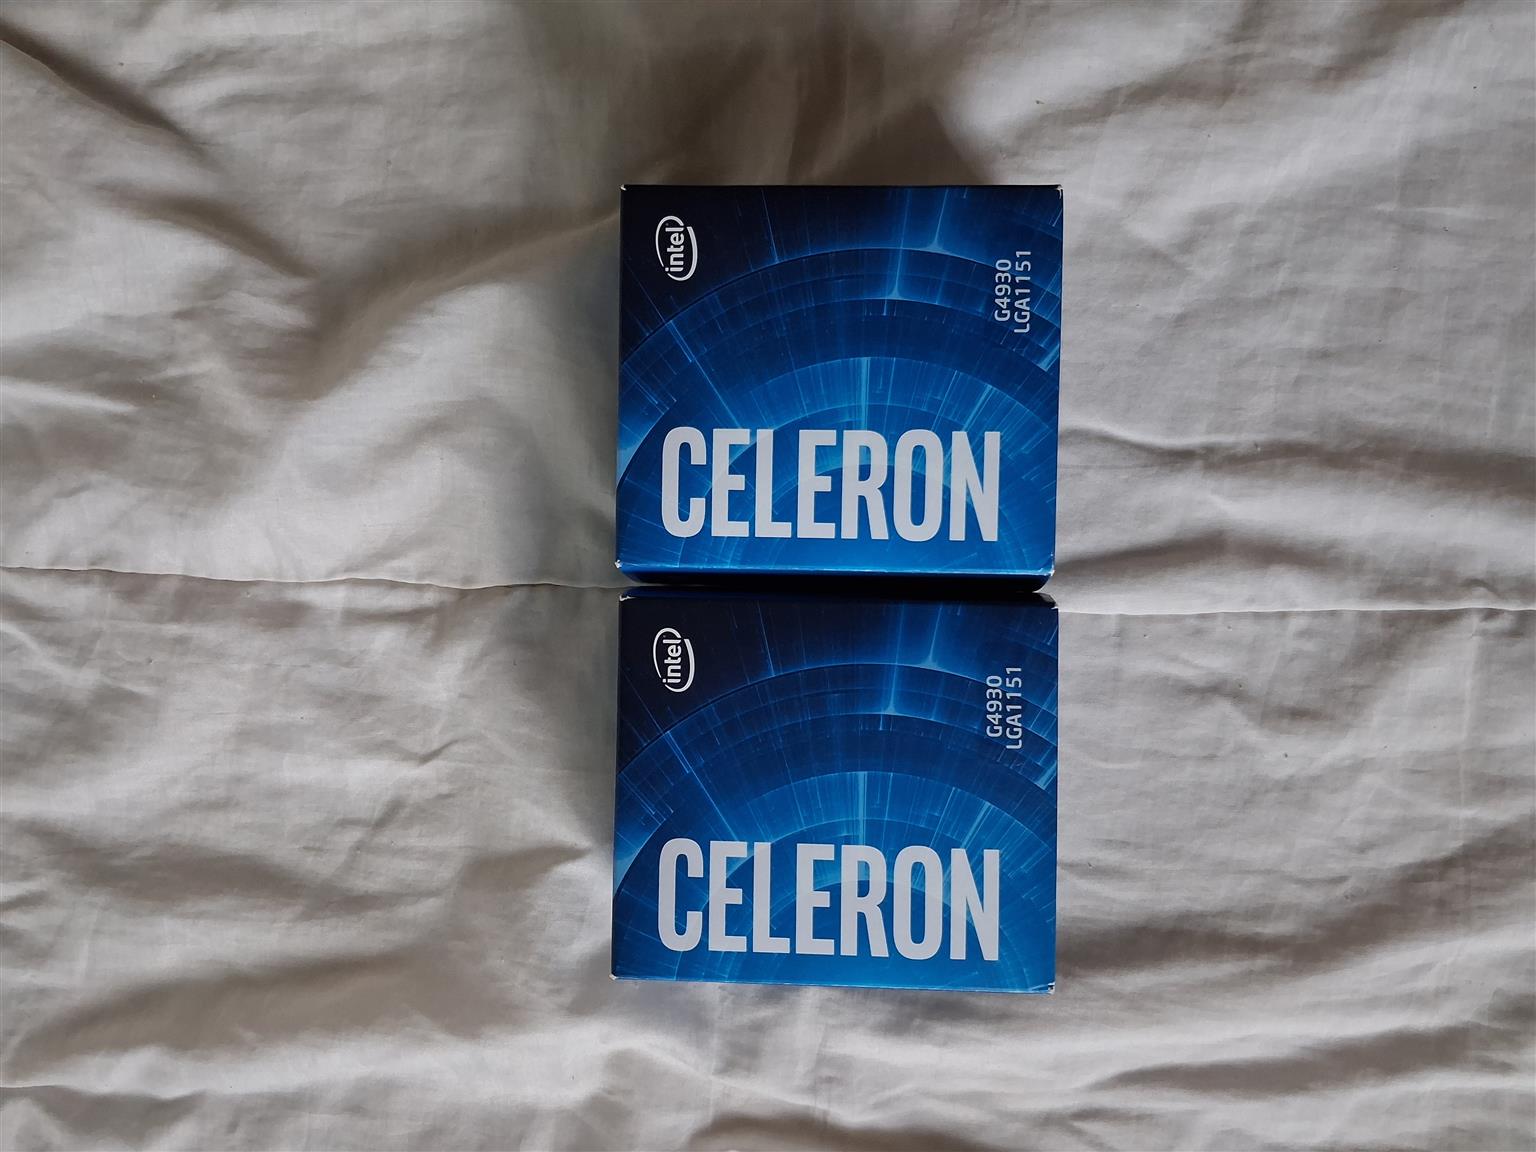 intel
G4930
LGA1151
CELERON
intel
G4930
LGA1151
CELERON